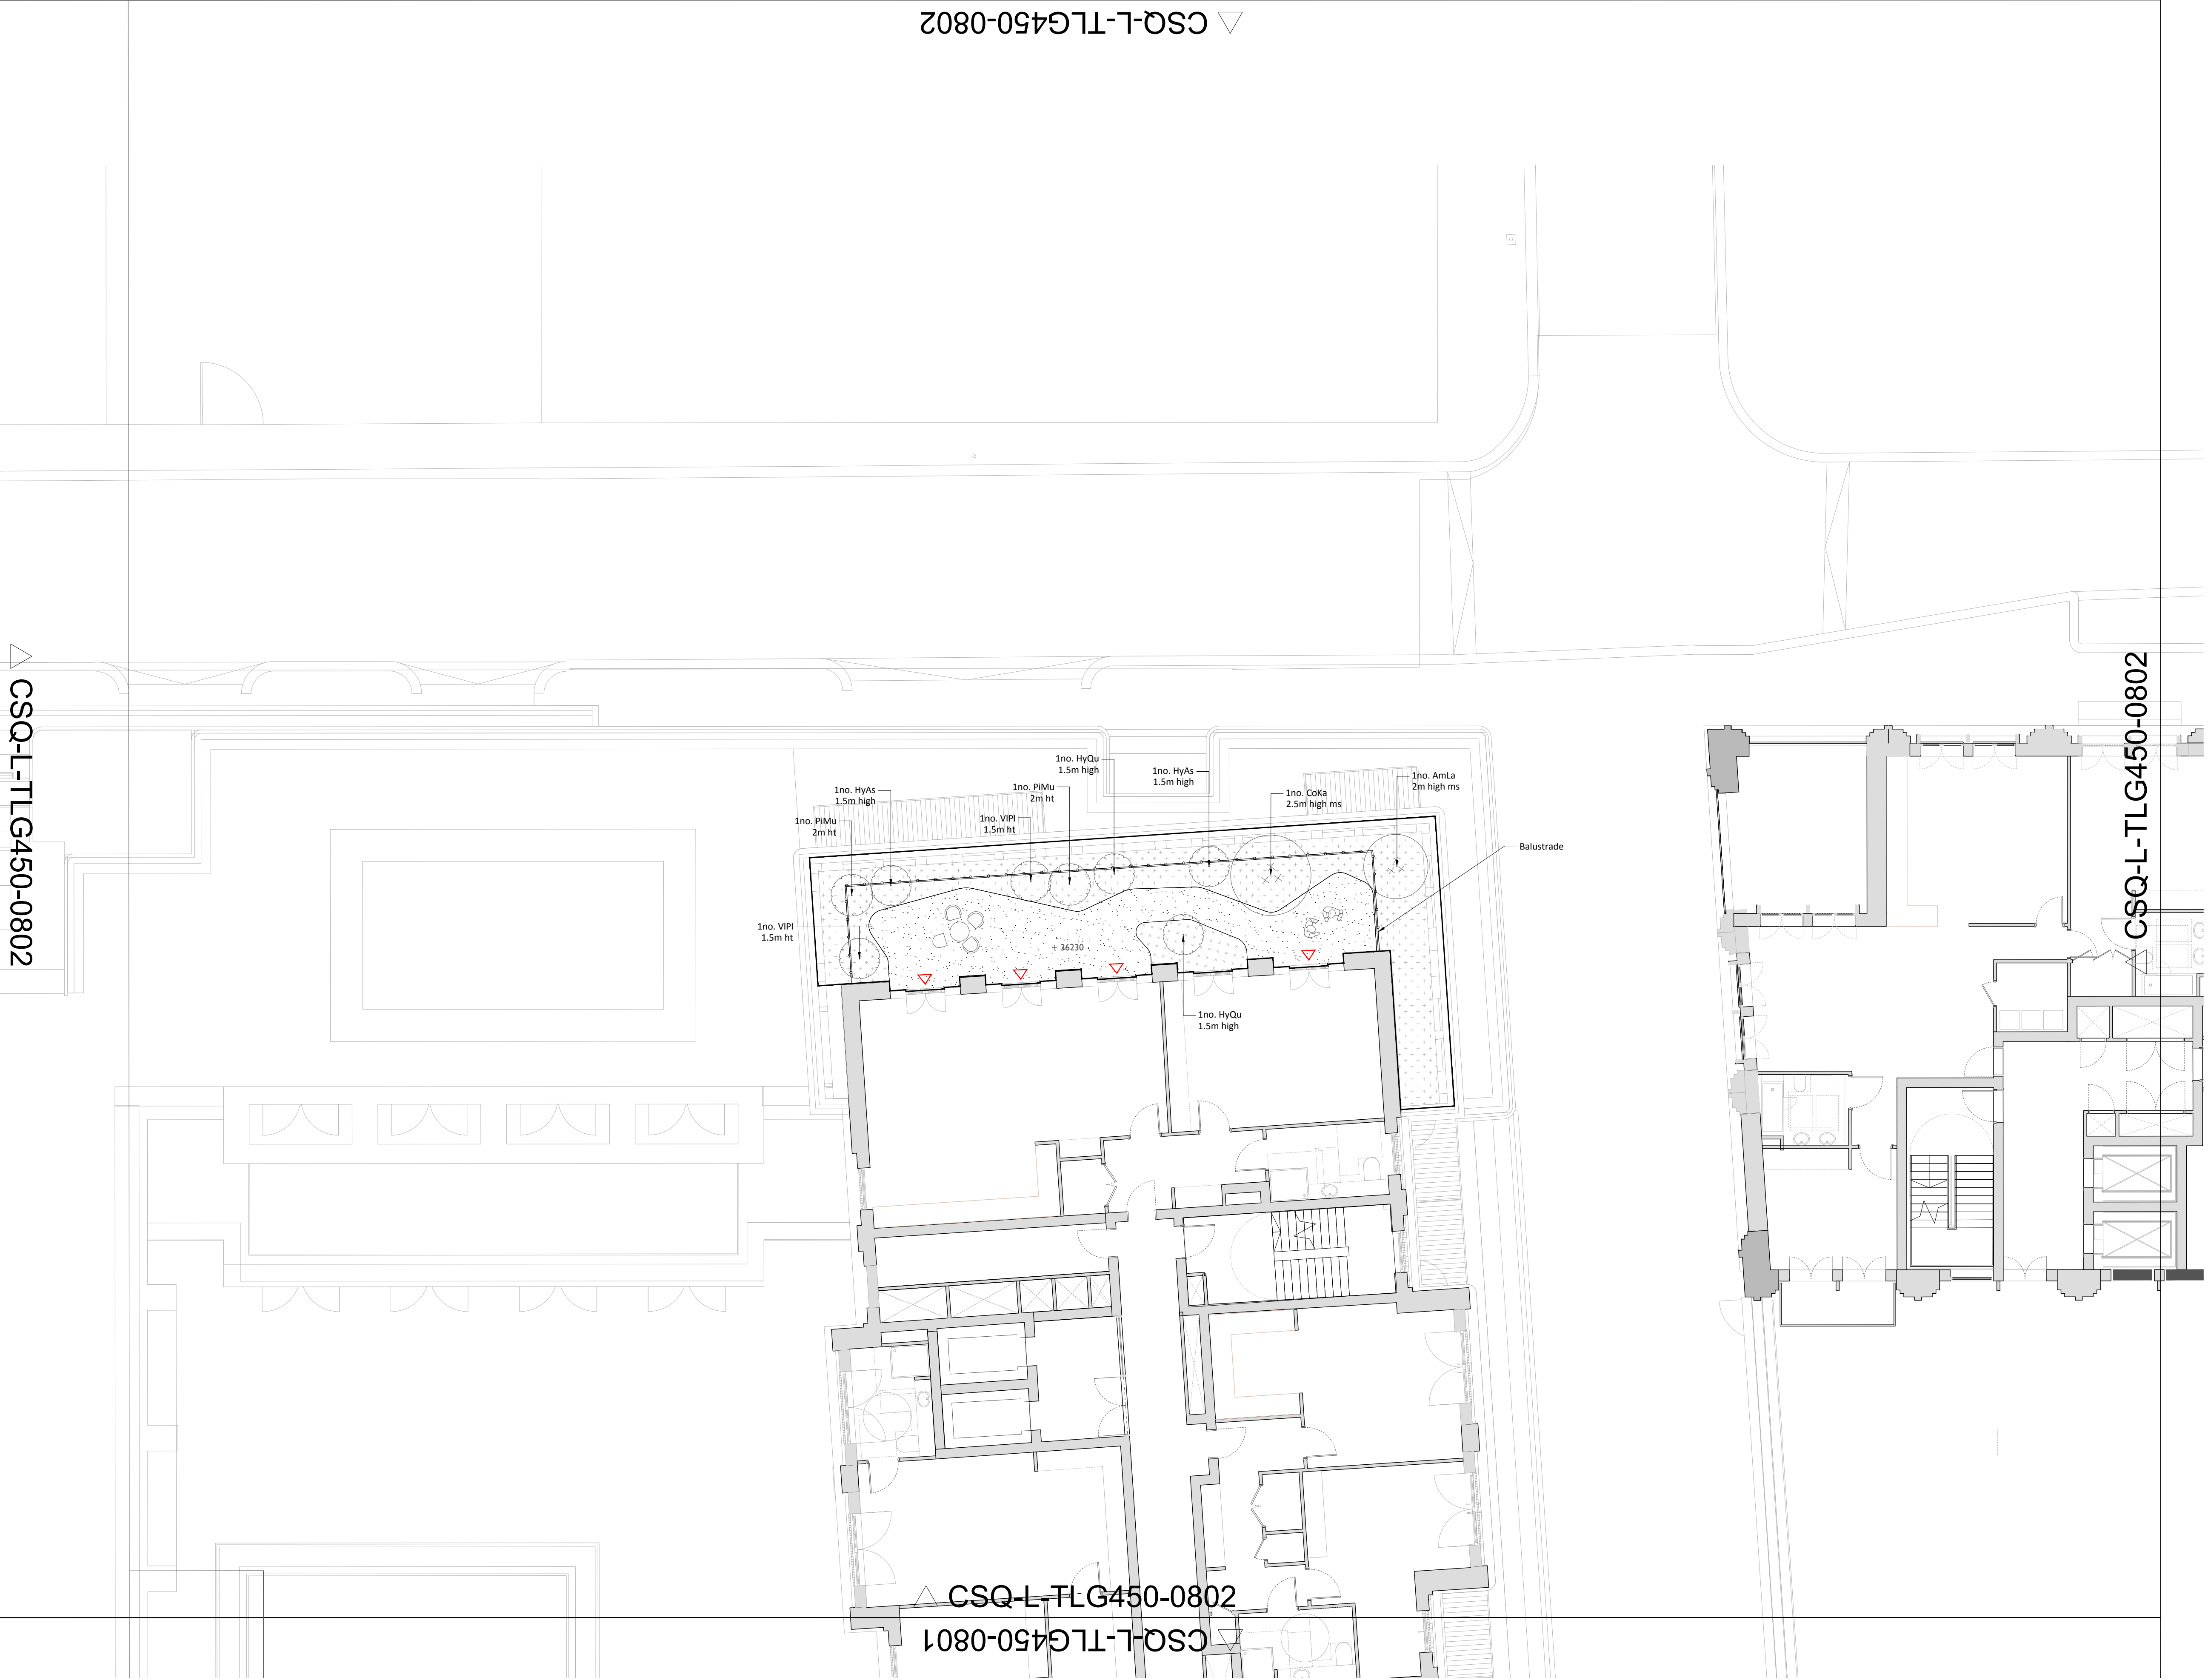 CSQ-L-TLG450-0802
CSQ-L-TLG450-0802
CSQ-L-TLG450-0802
1no. HyQu
1.5m high
1no. HyAs
1.5m high
1no. AmLa
2m high ms
1no. HyAs
1.5m high
1no. PiMu
2m ht
1no. CoKa
2.5m high ms
1no. PiMu
2m ht
1no. VIPl
1.5m ht
Balustrade
1no. VIPl
1.5m ht
+ 36230
1no. HyQu
1.5m high
CSQ-L-TLG450-0802
CSQ-L-TLG450-0801